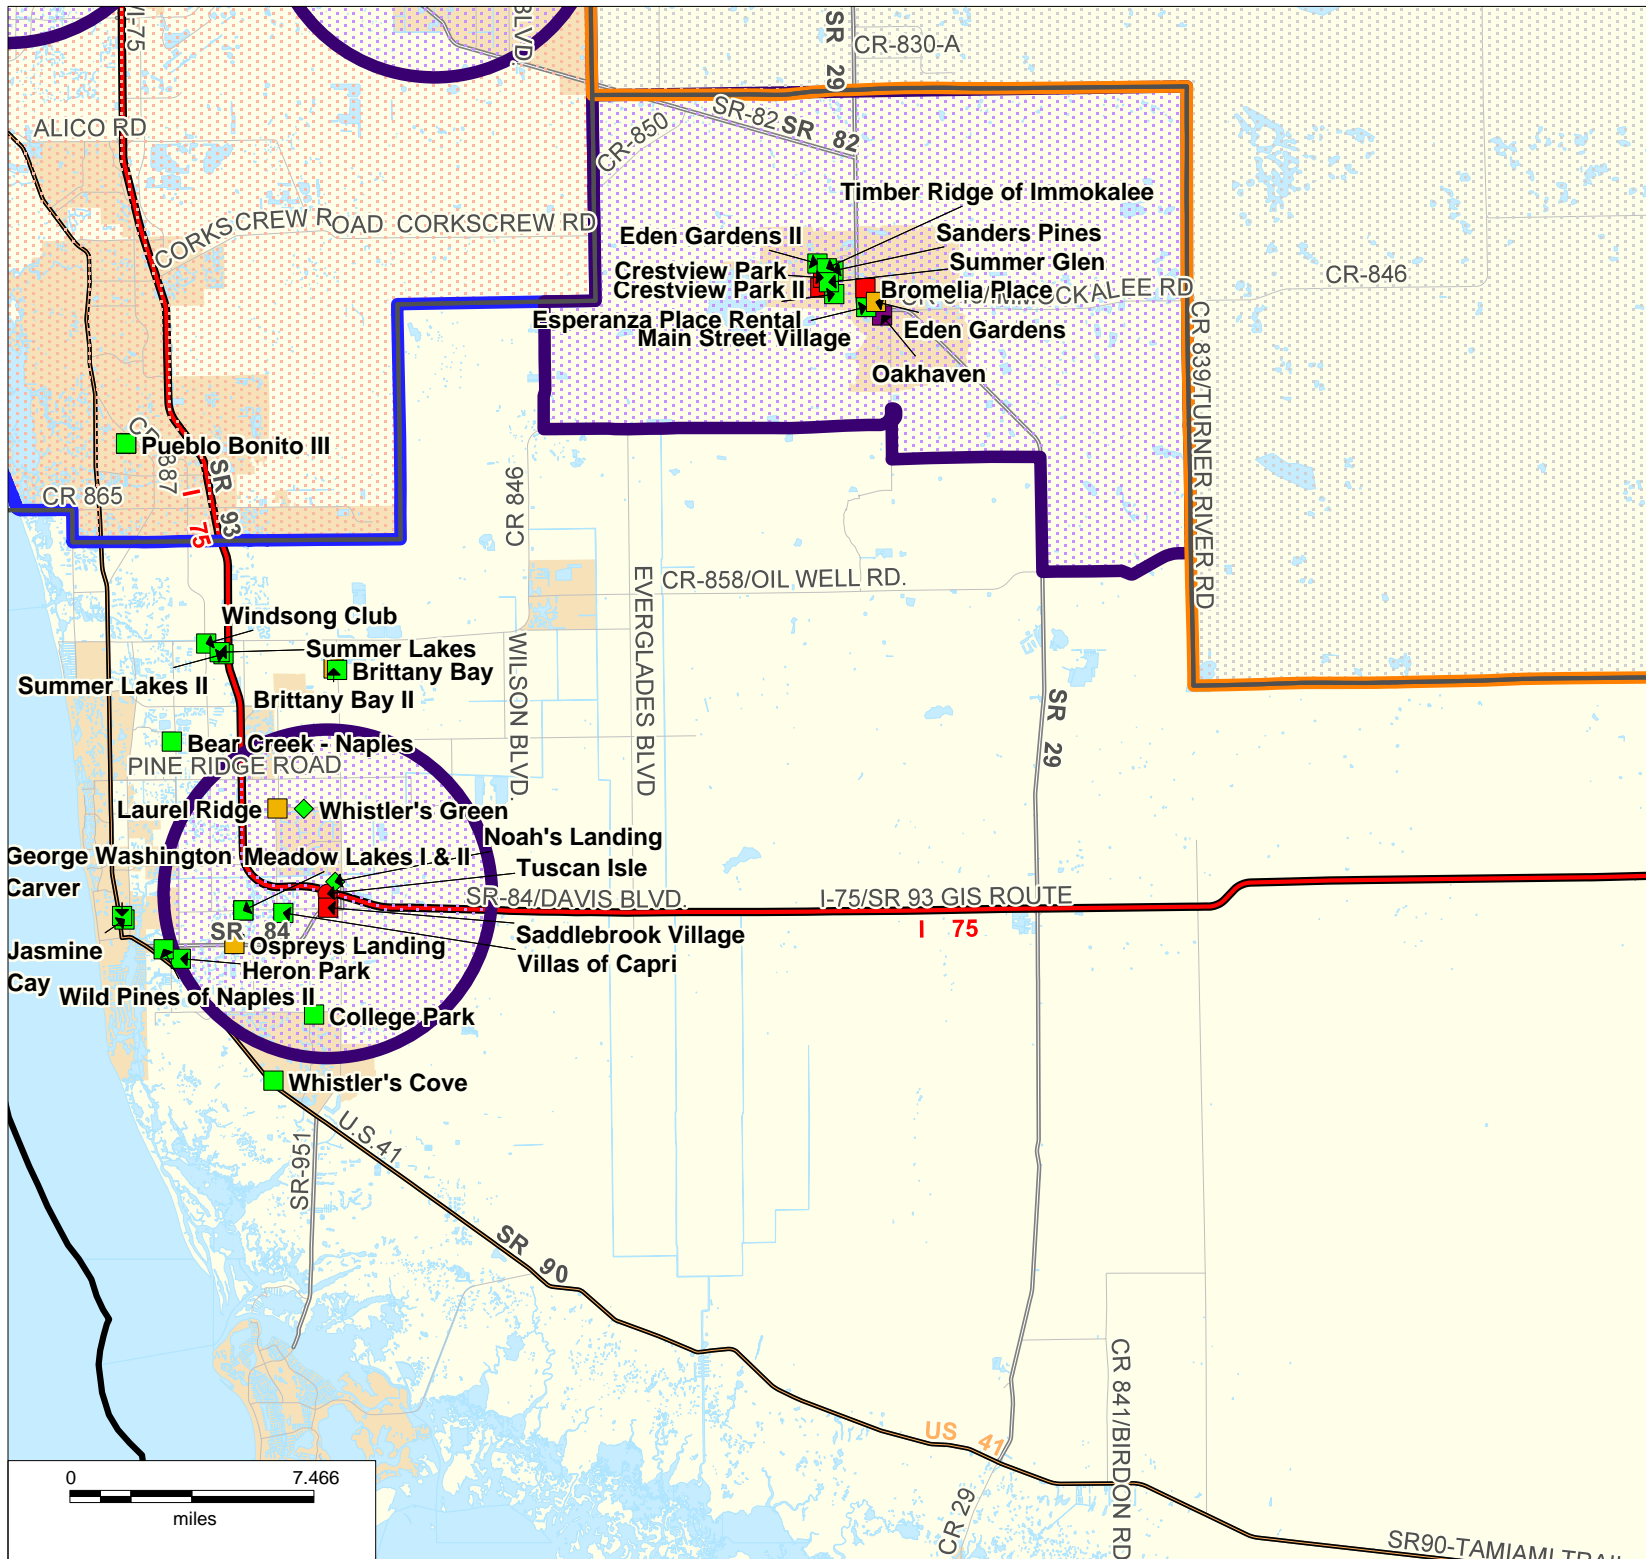 I-75
BLVD.
SR 29
CR-830-A
ALICO RD
CR-850
SR-82
SR 82
Timber Ridge of Immokalee
CORKSCREW ROAD
CORKSCREW RD
Eden Gardens II
Sanders Pines
Crestview Park
Summer Glen
CR-846
Crestview Park II
Bromelia Place
IMMOCKALEE RD
Esperanza Place Rental
Eden Gardens
Main Street Village
Oakhaven
CR 839/TURNER RIVER RD
Pueblo Bonito III
CR 887
SR 93
I 75
CR 865
CR 846
CR-858/OIL WELL RD.
EVERGLADES BLVD
WILSON BLVD.
Windsong Club
Summer Lakes
Summer Lakes II
Brittany Bay
Brittany Bay II
SR 29
Bear Creek - Naples
PINE RIDGE ROAD
Laurel Ridge
Whistler's Green
Noah's Landing
George Washington
Carver
Meadow Lakes I & II
Tuscan Isle
SR-84/DAVIS BLVD.
I-75/SR 93 GIS ROUTE
I 75
SR 84
Saddlebrook Village
Ospreys Landing
Jasmine
Cay
Villas of Capri
Heron Park
Wild Pines of Naples II
College Park
Whistler's Cove
U.S.41
SR-951
SR 90
US 41
CR 841/BIRDON RD
CR 29
SR90-TAMIAMI TRAIL
0 7.466
miles